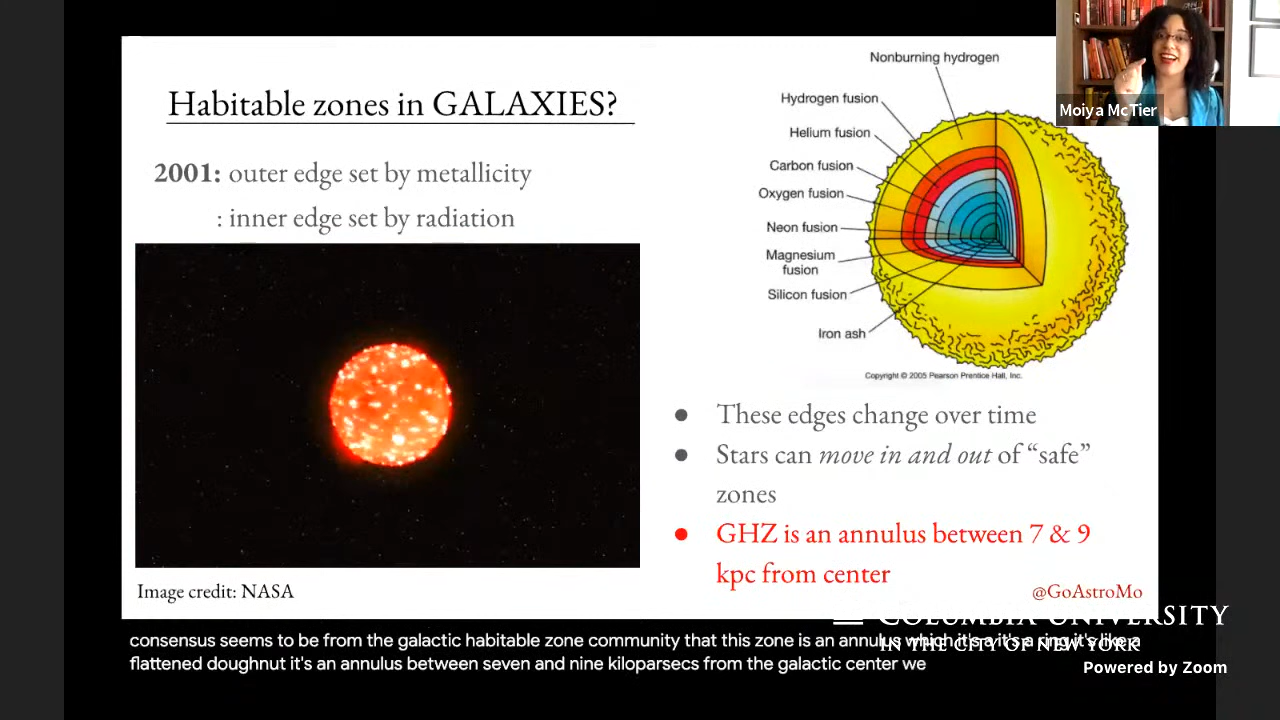 Habitable zones in GALAXIES?
2001: outer edge set by metallicity
: inner edge set by radiation
Image credit: NASA
Nonburning hydrogen
Hydrogen fusion
Helium fusion
Carbon fusion
Oxygen fusion
Neon fusion
Magnesium
fusion
Silicon fusion
Iron ash
Copyright © 2005 Pearson Prentice Hall, Inc.
Moiya McTier
● These edges change over time
● Stars can move in and out of “safe”
zones
● GHZ is an annulus between 7 & 9
kpc from center
@GoAstroMo
COLUMBIA UNIVERSITY
IN THE CITY OF NEW YORK
Powered by Zoom
consensus seems to be from the galactic habitable zone community that this zone is an annulus which it's a it's a ring it's like a
flattened doughnut it's an annulus between seven and nine kiloparsecs from the galactic center we